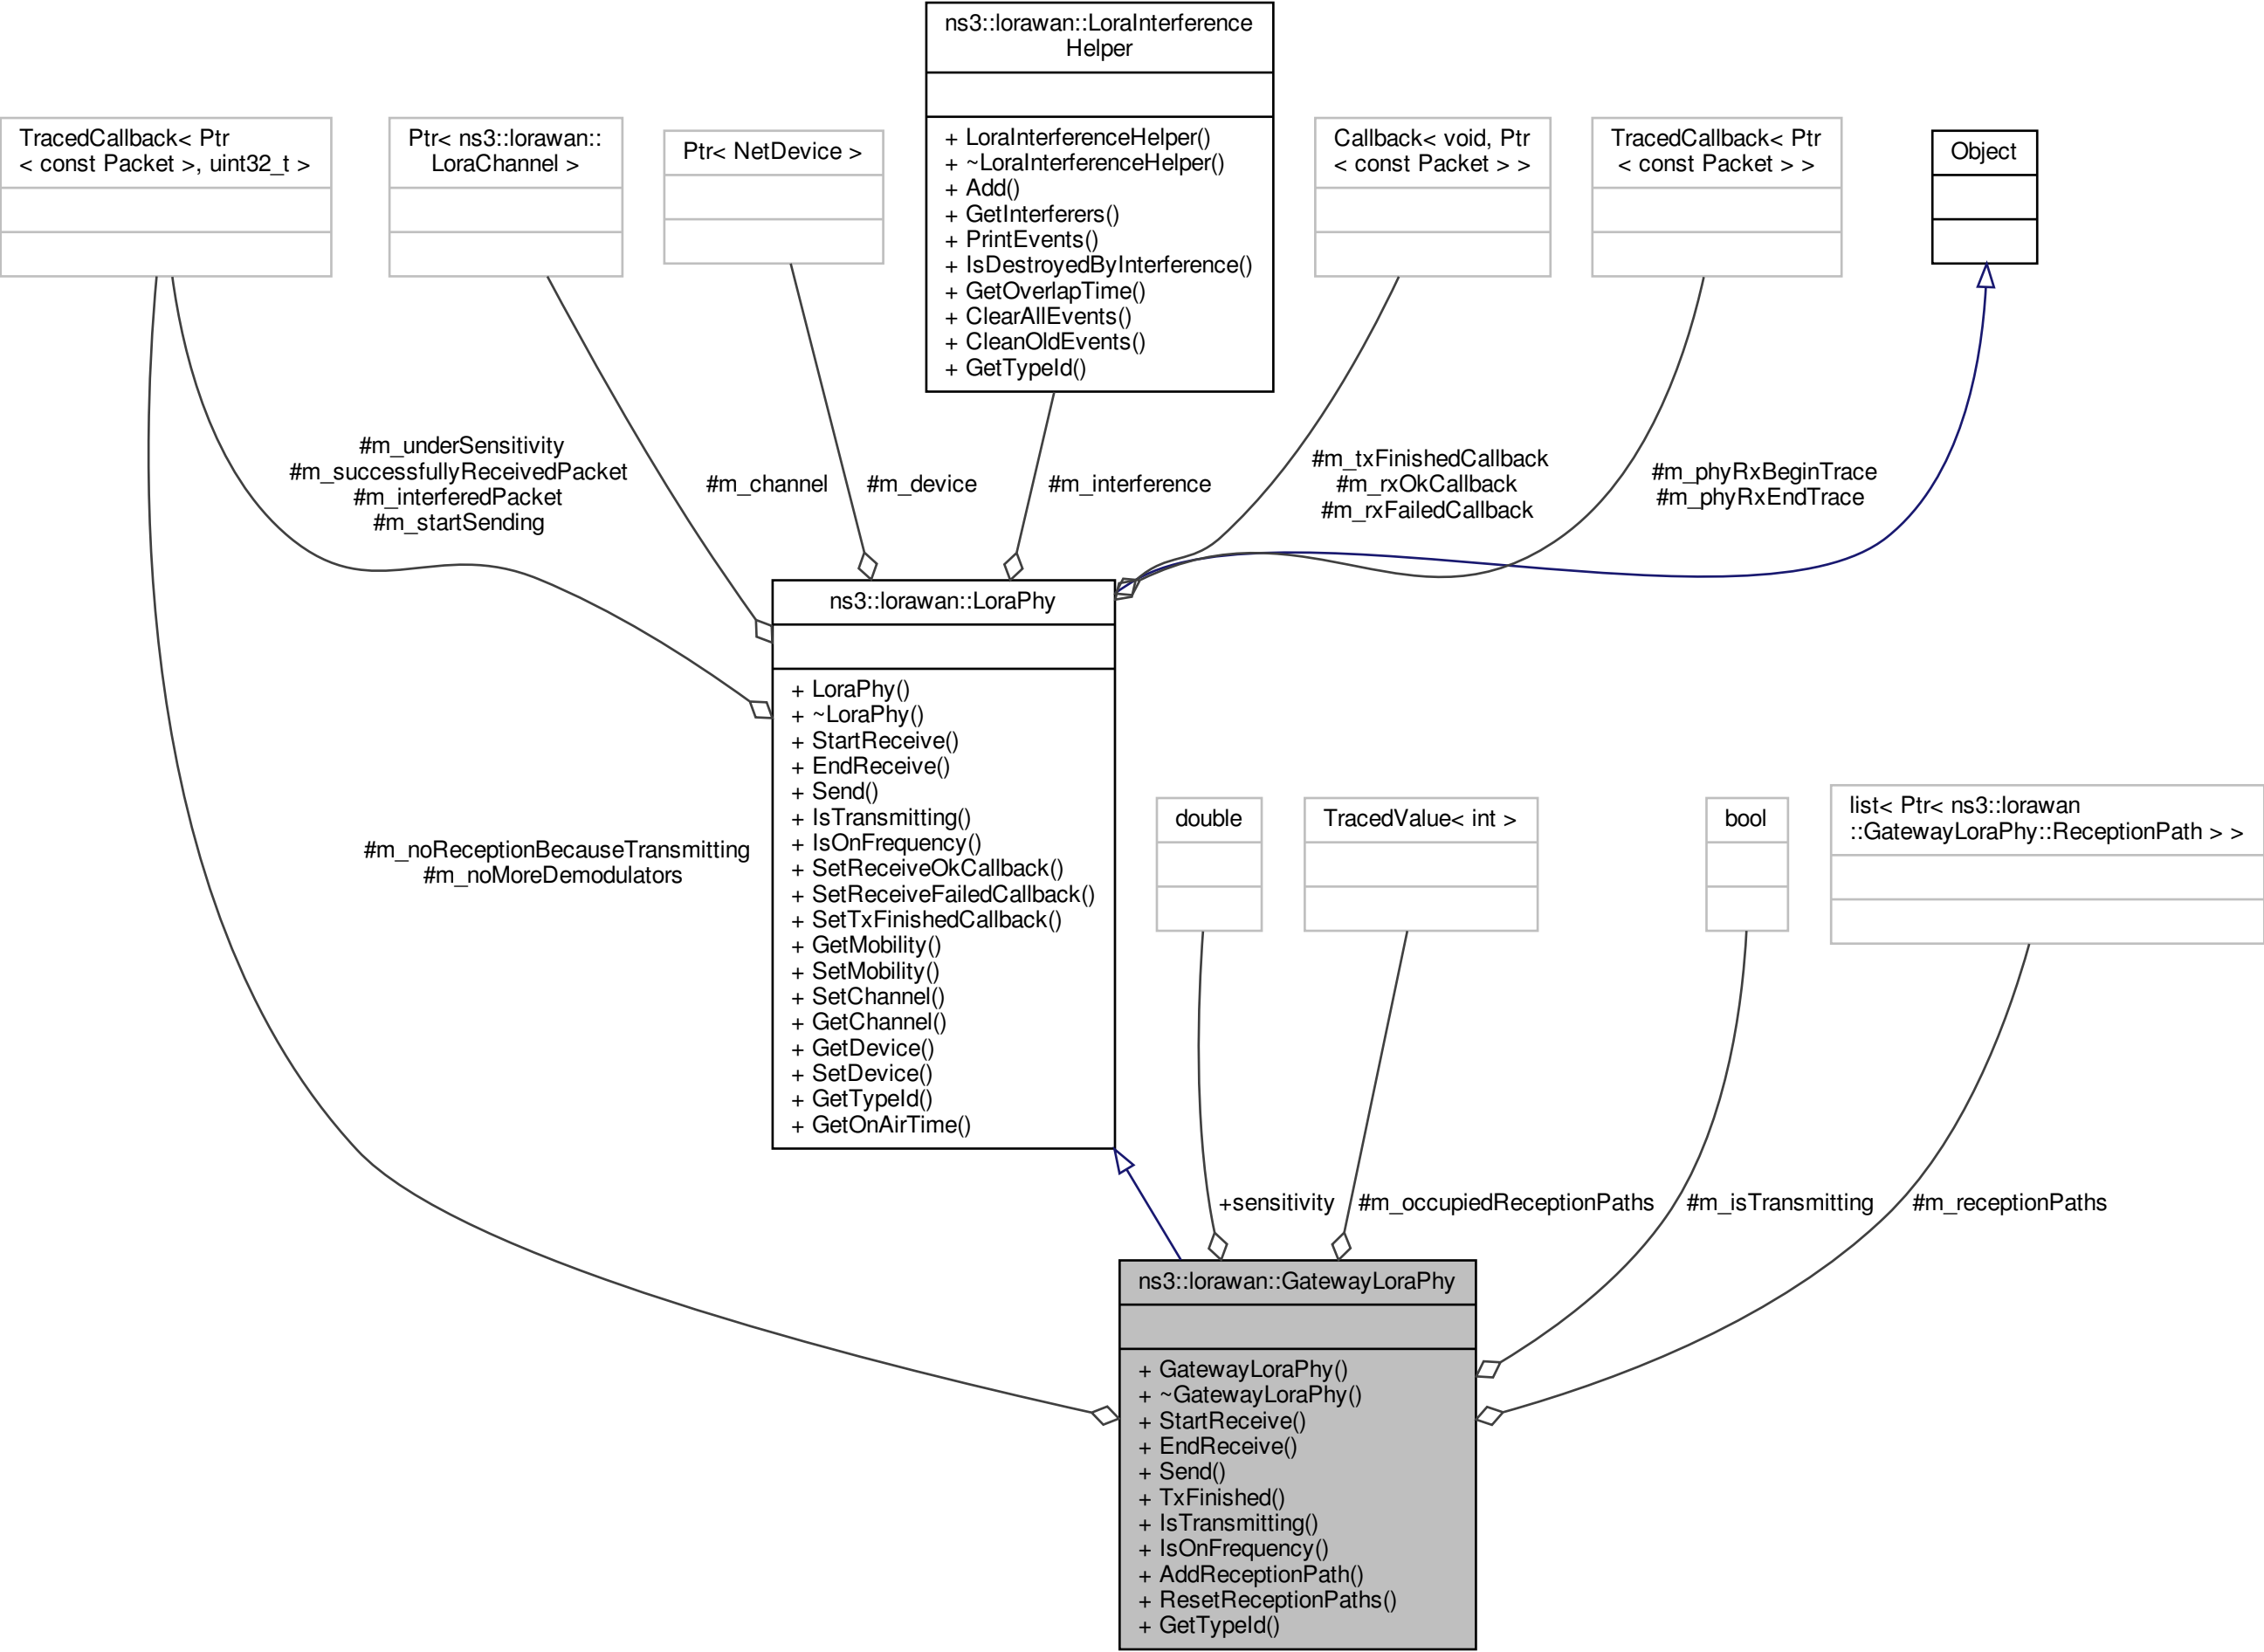 ns3::lorawan::LoraInterference
Helper
+ LoraInterferenceHelper()
+ ~LoraInterferenceHelper()
+ Add()
+ GetInterferers()
+ PrintEvents()
+ IsDestroyedByInterference()
+ GetOverlapTime()
+ ClearAllEvents()
+ CleanOldEvents()
+ GetTypeId()
TracedCallback< Ptr
< const Packet >, uint32_t >
Ptr< ns3::lorawan::
LoraChannel >
Ptr< NetDevice >
Callback< void, Ptr
< const Packet > >
TracedCallback< Ptr
< const Packet > >
Object
#m_underSensitivity
#m_successfullyReceivedPacket
#m_interferedPacket
#m_startSending
#m_channel
#m_device
#m_interference
#m_txFinishedCallback
#m_rxOkCallback
#m_rxFailedCallback
#m_phyRxBeginTrace
#m_phyRxEndTrace
ns3::lorawan::LoraPhy
+ LoraPhy()
+ ~LoraPhy()
+ StartReceive()
+ EndReceive()
+ Send()
+ IsTransmitting()
+ IsOnFrequency()
+ SetReceiveOkCallback()
+ SetReceiveFailedCallback()
+ SetTxFinishedCallback()
+ GetMobility()
+ SetMobility()
+ SetChannel()
+ GetChannel()
+ GetDevice()
+ SetDevice()
+ GetTypeId()
+ GetOnAirTime()
#m_noReceptionBecauseTransmitting
#m_noMoreDemodulators
double
TracedValue< int >
bool
list< Ptr< ns3::lorawan
::GatewayLoraPhy::ReceptionPath > >
+sensitivity
#m_occupiedReceptionPaths
#m_isTransmitting
#m_receptionPaths
ns3::lorawan::GatewayLoraPhy
+ GatewayLoraPhy()
+ ~GatewayLoraPhy()
+ StartReceive()
+ EndReceive()
+ Send()
+ TxFinished()
+ IsTransmitting()
+ IsOnFrequency()
+ AddReceptionPath()
+ ResetReceptionPaths()
+ GetTypeId()